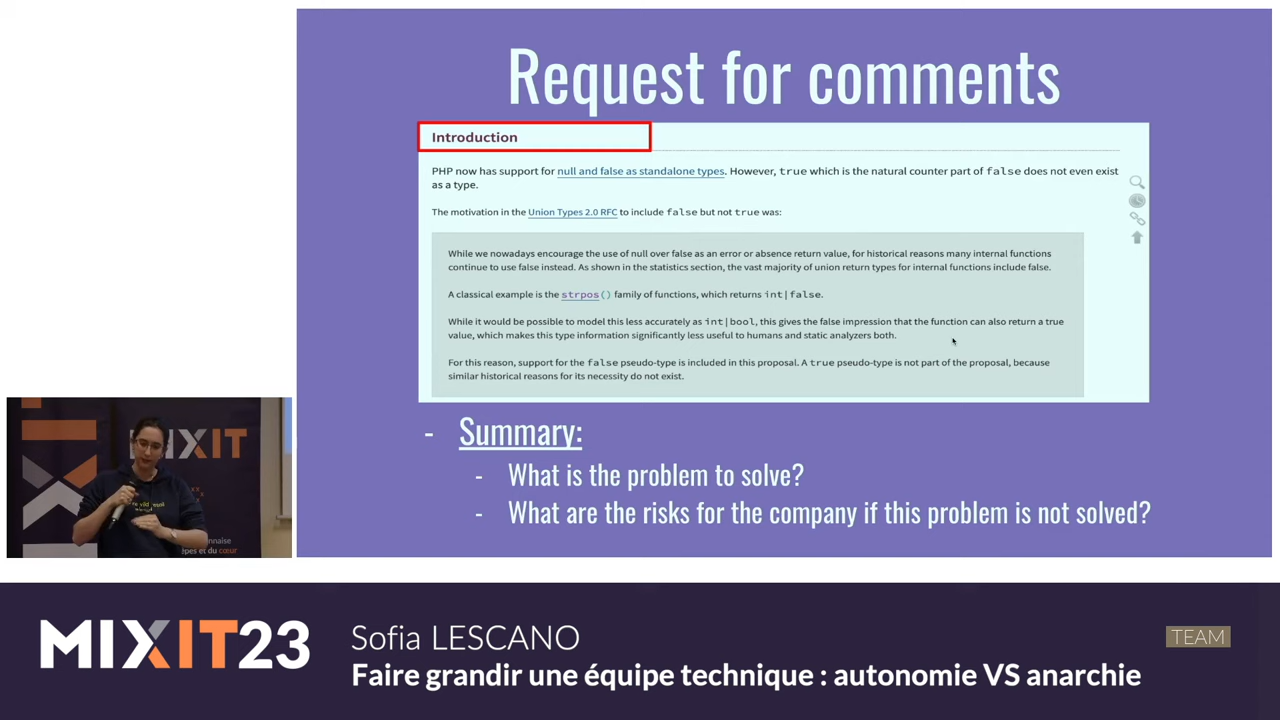 Request for comments
Introduction
PHP now has support for null and false as standalone types. However, true which is the natural counter part of false does not even exist
as a type.
The motivation in the Union Types 2.0 RFC to include false but not true was:
While we nowadays encourage the use of null over false as an error or absence return value, for historical reasons many internal functions
continue to use false instead. As shown in the statistics section, the vast majority of union return types for internal functions include false.
A classical example is the strpos() family of functions, which returns int|false.
While it would be possible to model this less accurately as int|bool, this gives the false impression that the function can also return a true
value, which makes this type information significantly less useful to humans and static analyzers both.
For this reason, support for the false pseudo-type is included in this proposal. A true pseudo-type is not part of the proposal, because
similar historical reasons for its necessity do not exist.
- Summary:
- What is the problem to solve?
- What are the risks for the company if this problem is not solved?
MIXIT
MIXIT23
Sofia LESCANO
TEAM
Faire grandir une équipe technique : autonomie VS anarchie